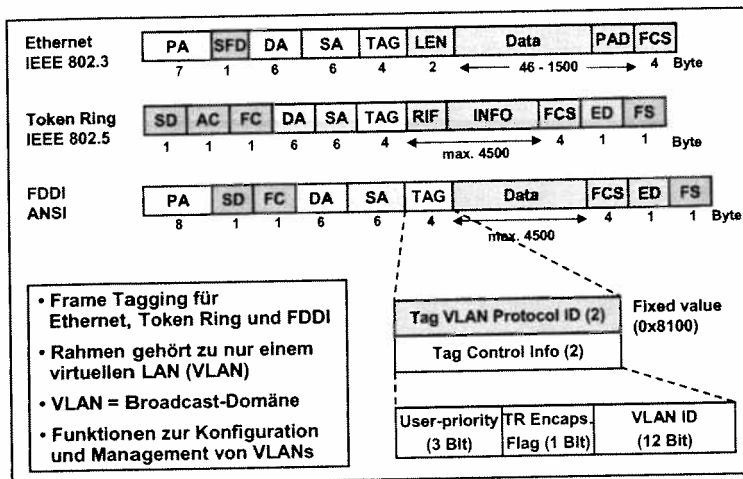 Ethernet
IEEE 802.3
PA SFD DA SA TAG LEN Data PAD FCS
7 1 6 6 4 2 46 - 1500 4 Byte
Token Ring
IEEE 802.5
SD AC FC DA SA TAG RIF INFO FCS ED FS
1 1 1 6 6 4 max. 4500 4 1 1 Byte
FDDI
ANSI
PA SD FC DA SA TAG Data FCS ED FS
8 1 1 6 6 4 max. 4500 4 1 1 Byte
• Frame Tagging für
Ethernet, Token Ring und FDDI
• Rahmen gehört zu nur einem
virtuellen LAN (VLAN)
• VLAN = Broadcast-Domäne
• Funktionen zur Konfiguration
und Management von VLANs
Tag VLAN Protocol ID (2)
Fixed value
(0x8100)
Tag Control Info (2)
User-priority
(3 Bit)
TR Encaps.
Flag (1 Bit)
VLAN ID
(12 Bit)